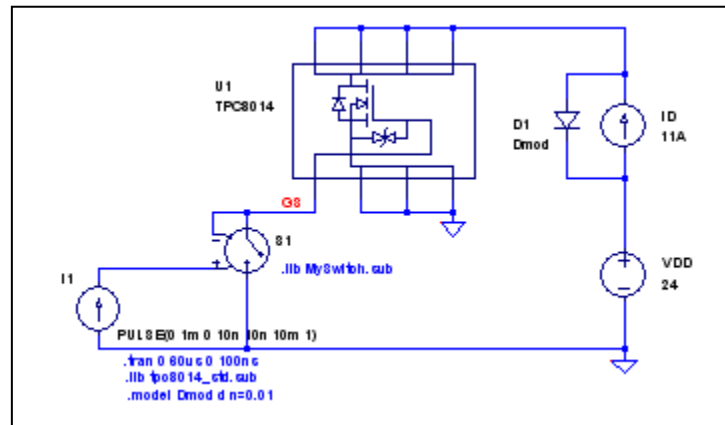 U1
TPC8014
D1
Dmod
ID
11A
GS
S1
.lib MySwitch.sub
I1
VDD
24
PULSE(0 1m 0 10n 10n 10m 1)
.tran 0 60us 0 100ns
.lib tpc8014_std.sub
.model Dmod d n=0.01